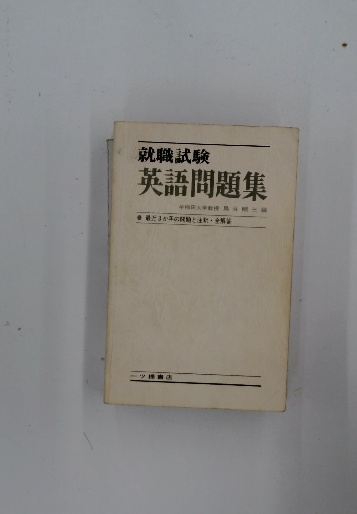 就職試験
英語問題集
早稲田大学教授
最近3か年の問題と注釈・全解答
一ツ橋書店